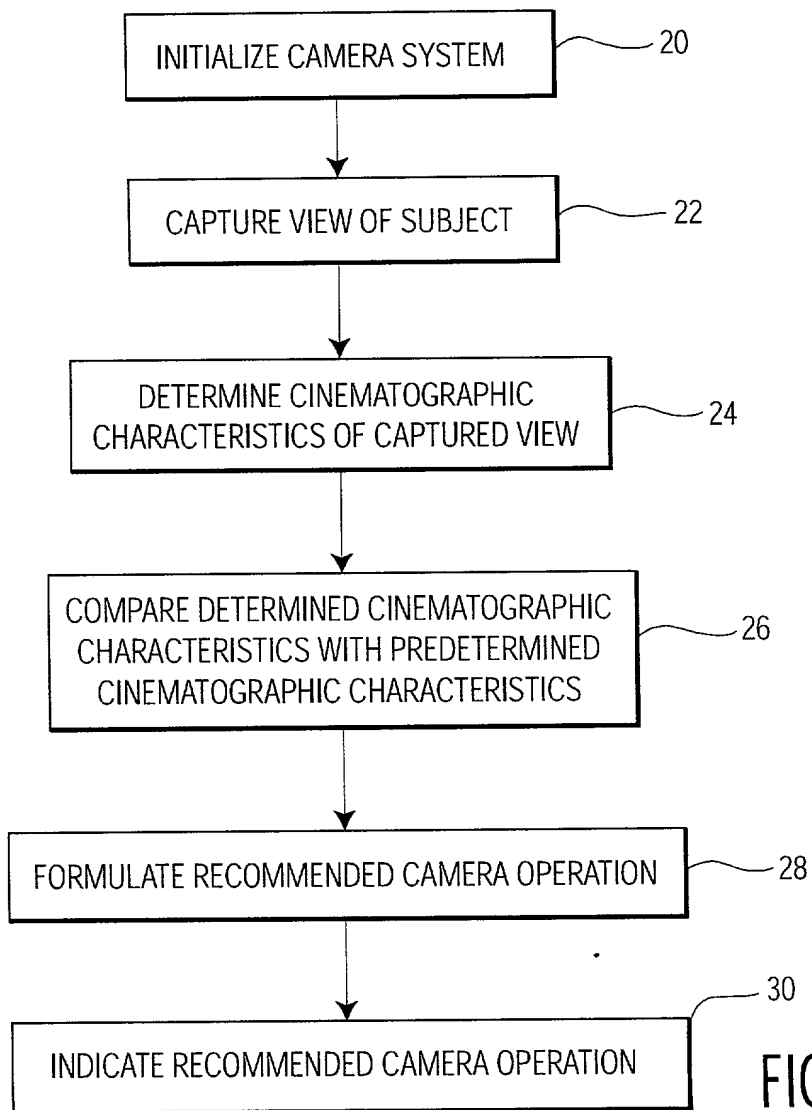 INITIALIZE CAMERA SYSTEM
20
CAPTURE VIEW OF SUBJECT
22
DETERMINE CINEMATOGRAPHIC
CHARACTERISTICS OF CAPTURED VIEW
24
COMPARE DETERMINED CINEMATOGRAPHIC
CHARACTERISTICS WITH PREDETERMINED
CINEMATOGRAPHIC CHARACTERISTICS
26
FORMULATE RECOMMENDED CAMERA OPERATION
28
INDICATE RECOMMENDED CAMERA OPERATION
30
FIG